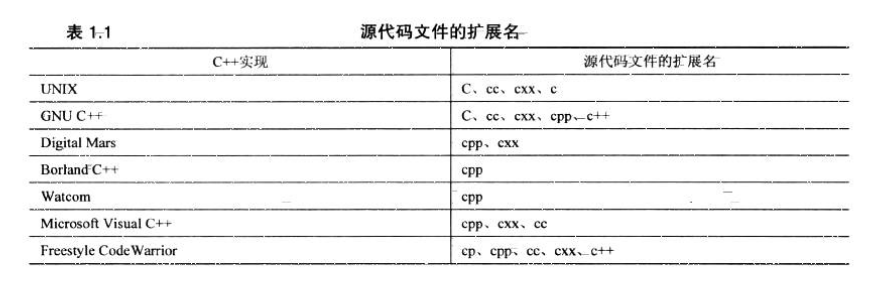 表 1.1 源代码文件的扩展名
C++实现 源代码文件的扩展名
UNIX C、cc、cxx、c
GNU C++ C、cc、cxx、cpp、c++
Digital Mars cpp、cxx
Borland C++ cpp
Watcom cpp
Microsoft Visual C++ cpp、cxx、cc
Freestyle CodeWarrior cp、cpp、cc、cxx、c++